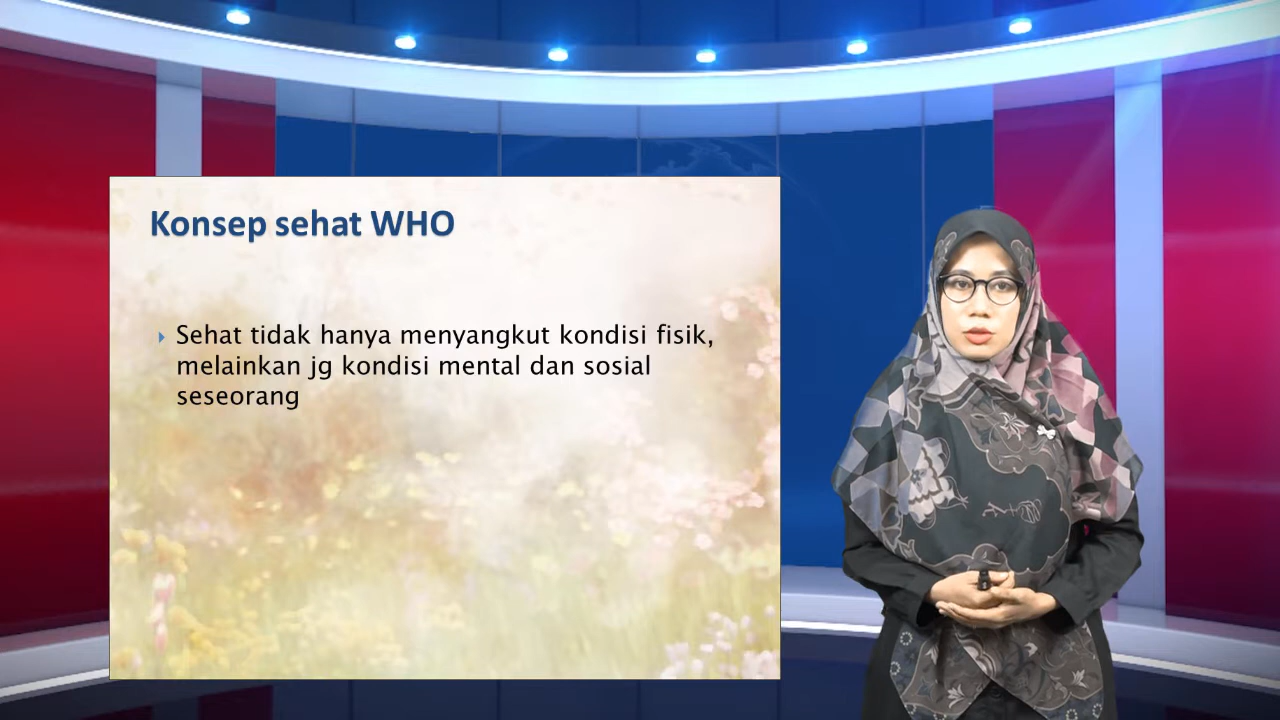 Konsep sehat WHO
Sehat tidak hanya menyangkut kondisi fisik,
melainkan jg kondisi mental dan sosial
seseorang